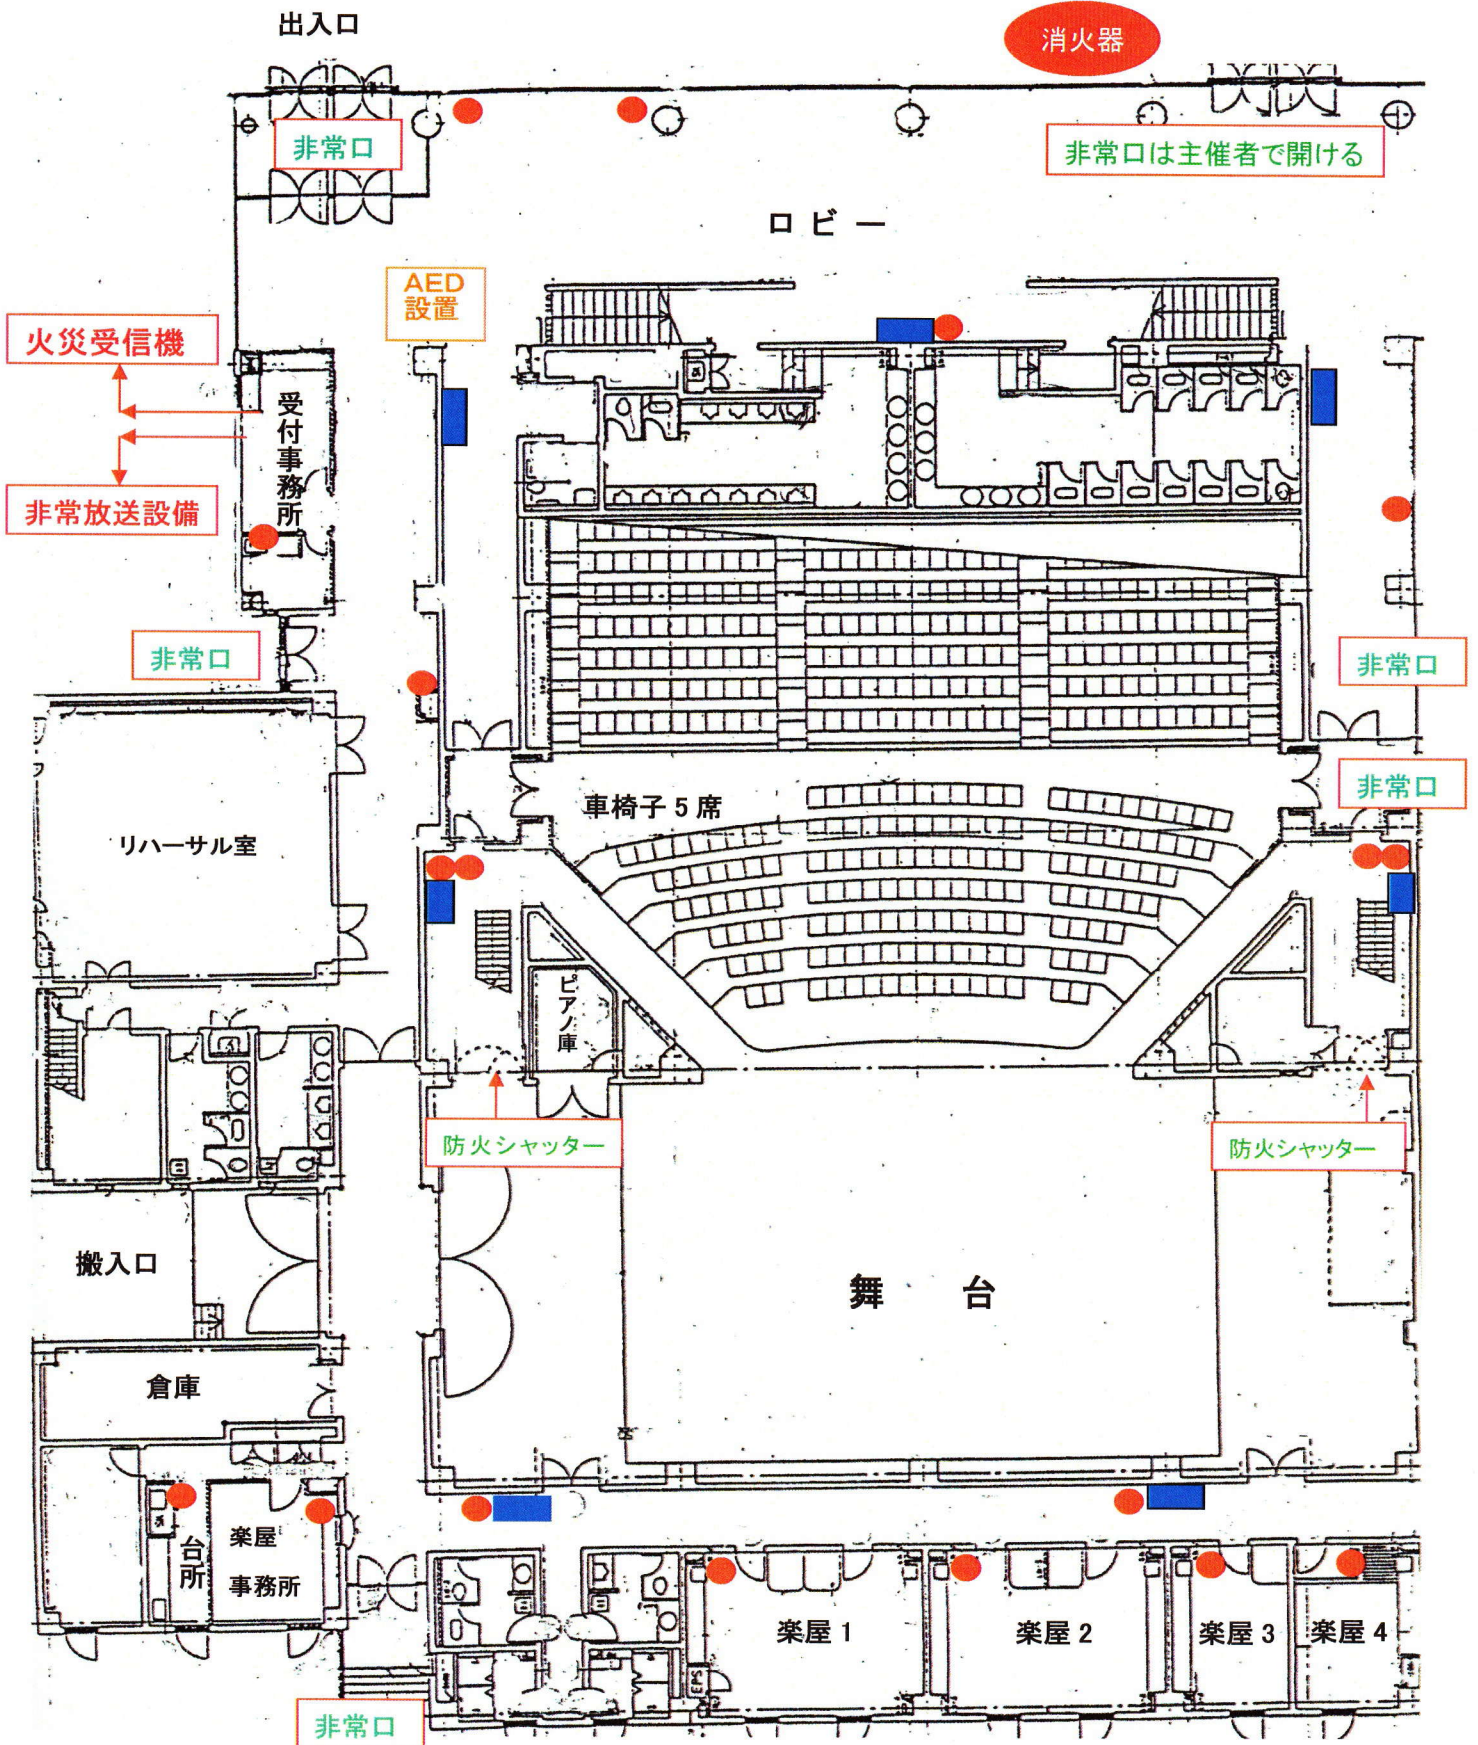 出入口
消火器
非常口
非常口は主催者で開ける
ロビー
AED
設置
火災受信機
受付事務所
非常放送設備
非常口
非常口
非常口
車椅子5席
リハーサル室
ピアノ庫
防火シャッター
防火シャッター
搬入口
舞台
倉庫
台所
楽屋
事務所
楽屋1
楽屋2
楽屋3
楽屋4
EPS
非常口